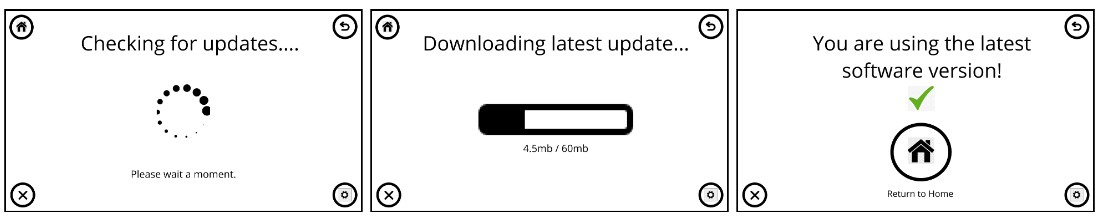 Checking for updates....
Please wait a moment.
Downloading latest update...
4.5mb / 60mb
You are using the latest
software version!
Return to Home